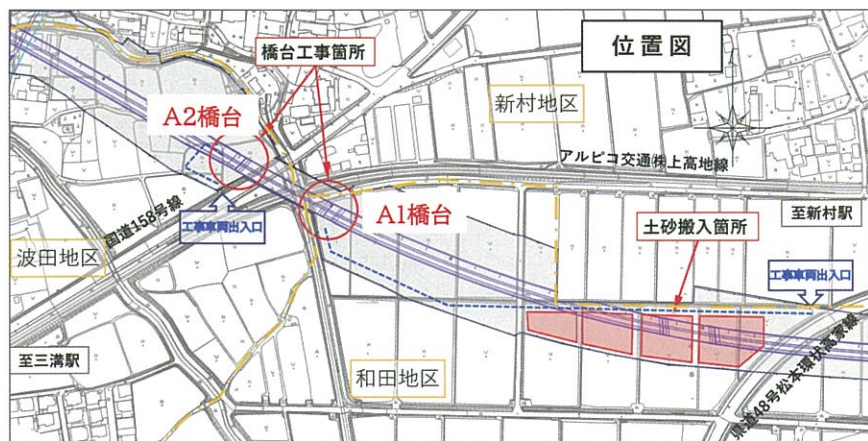 位置図
橋台工事箇所
新村地区
A2橋台
アルピコ交通㈱上高地線
A1橋台
至新村駅
国道158号線
工事車両出入口
土砂搬入箇所
波田地区
工事車両出入口
至三溝駅
和田地区
県道48号松本環状高家線